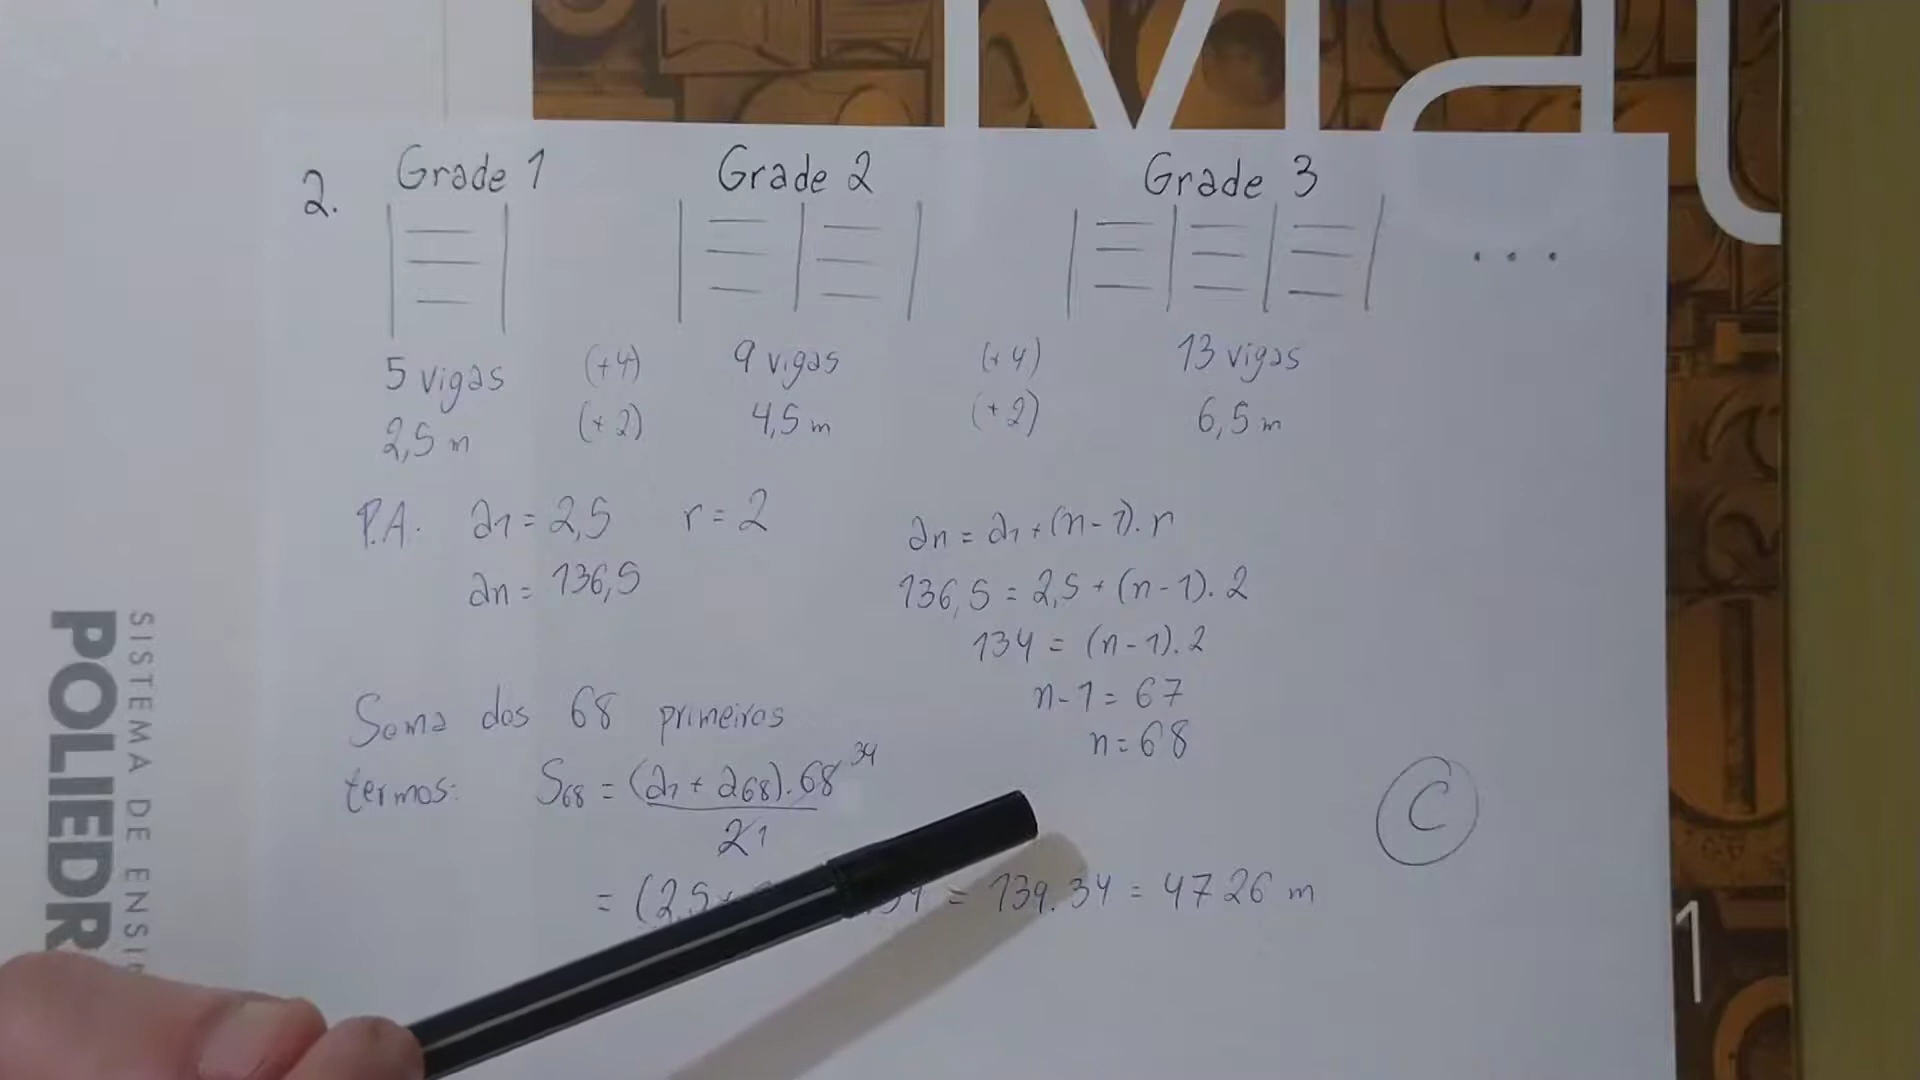 Mat
2.
Grade 1
Grade 2
Grade 3
...
5 vigas
(+4)
9 vigas
(+4)
13 vigas
2,5 m
(+2)
4,5 m
(+2)
6,5 m
P.A. a1 = 2,5 r = 2
an = 136,5
an = a1 + (n-1).r
136,5 = 2,5 + (n-1).2
134 = (n-1).2
n-1 = 67
n = 68
Soma dos 68 primeiros
termos: S68 = (a1 + a68).68 34
2 1
= (2,5+ .34 = 139.34 = 4726 m
C
SISTEMA DE
POLIEDR
1